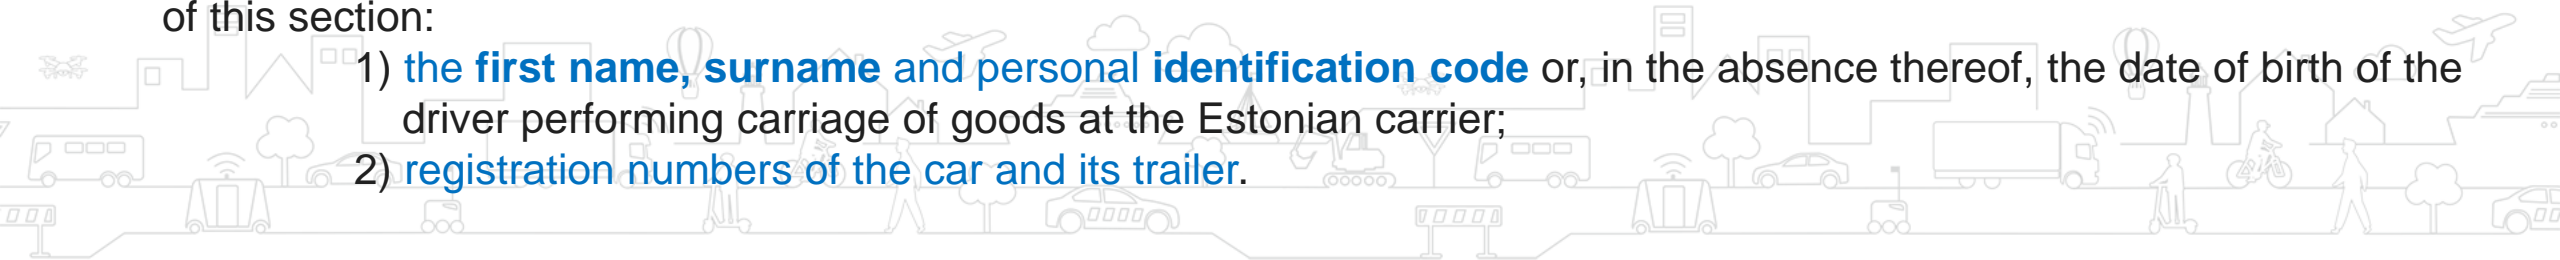 of this section:
1) the first name, surname and personal identification code or, in the absence thereof, the date of birth of the
driver performing carriage of goods at the Estonian carrier;
2) registration numbers of the car and its trailer.